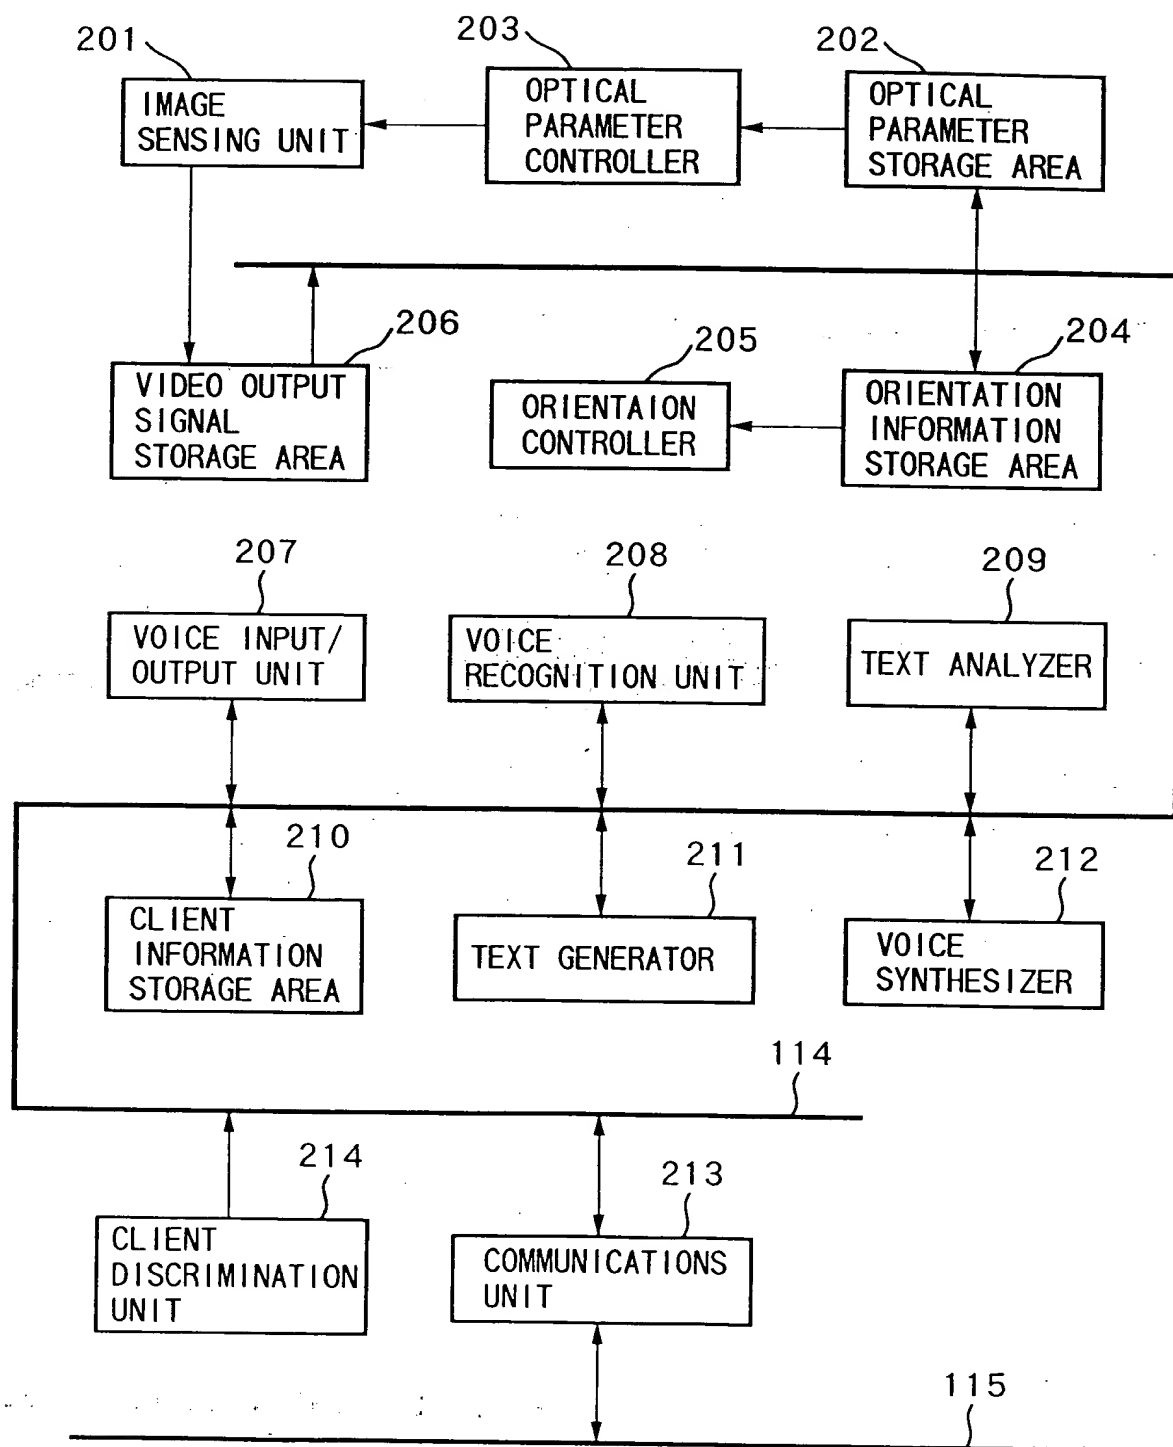 201
203
202
IMAGE
SENSING UNIT
OPTICAL
PARAMETER
CONTROLLER
OPTICAL
PARAMETER
STORAGE AREA
206
205
204
VIDEO OUTPUT
SIGNAL
STORAGE AREA
ORIENTAION
CONTROLLER
ORIENTATION
INFORMATION
STORAGE AREA
207
208
209
VOICE INPUT/
OUTPUT UNIT
VOICE
RECOGNITION UNIT
TEXT ANALYZER
210
211
212
CLIENT
INFORMATION
STORAGE AREA
TEXT GENERATOR
VOICE
SYNTHESIZER
114
214
213
CLIENT
DISCRIMINATION
UNIT
COMMUNICATIONS
UNIT
115